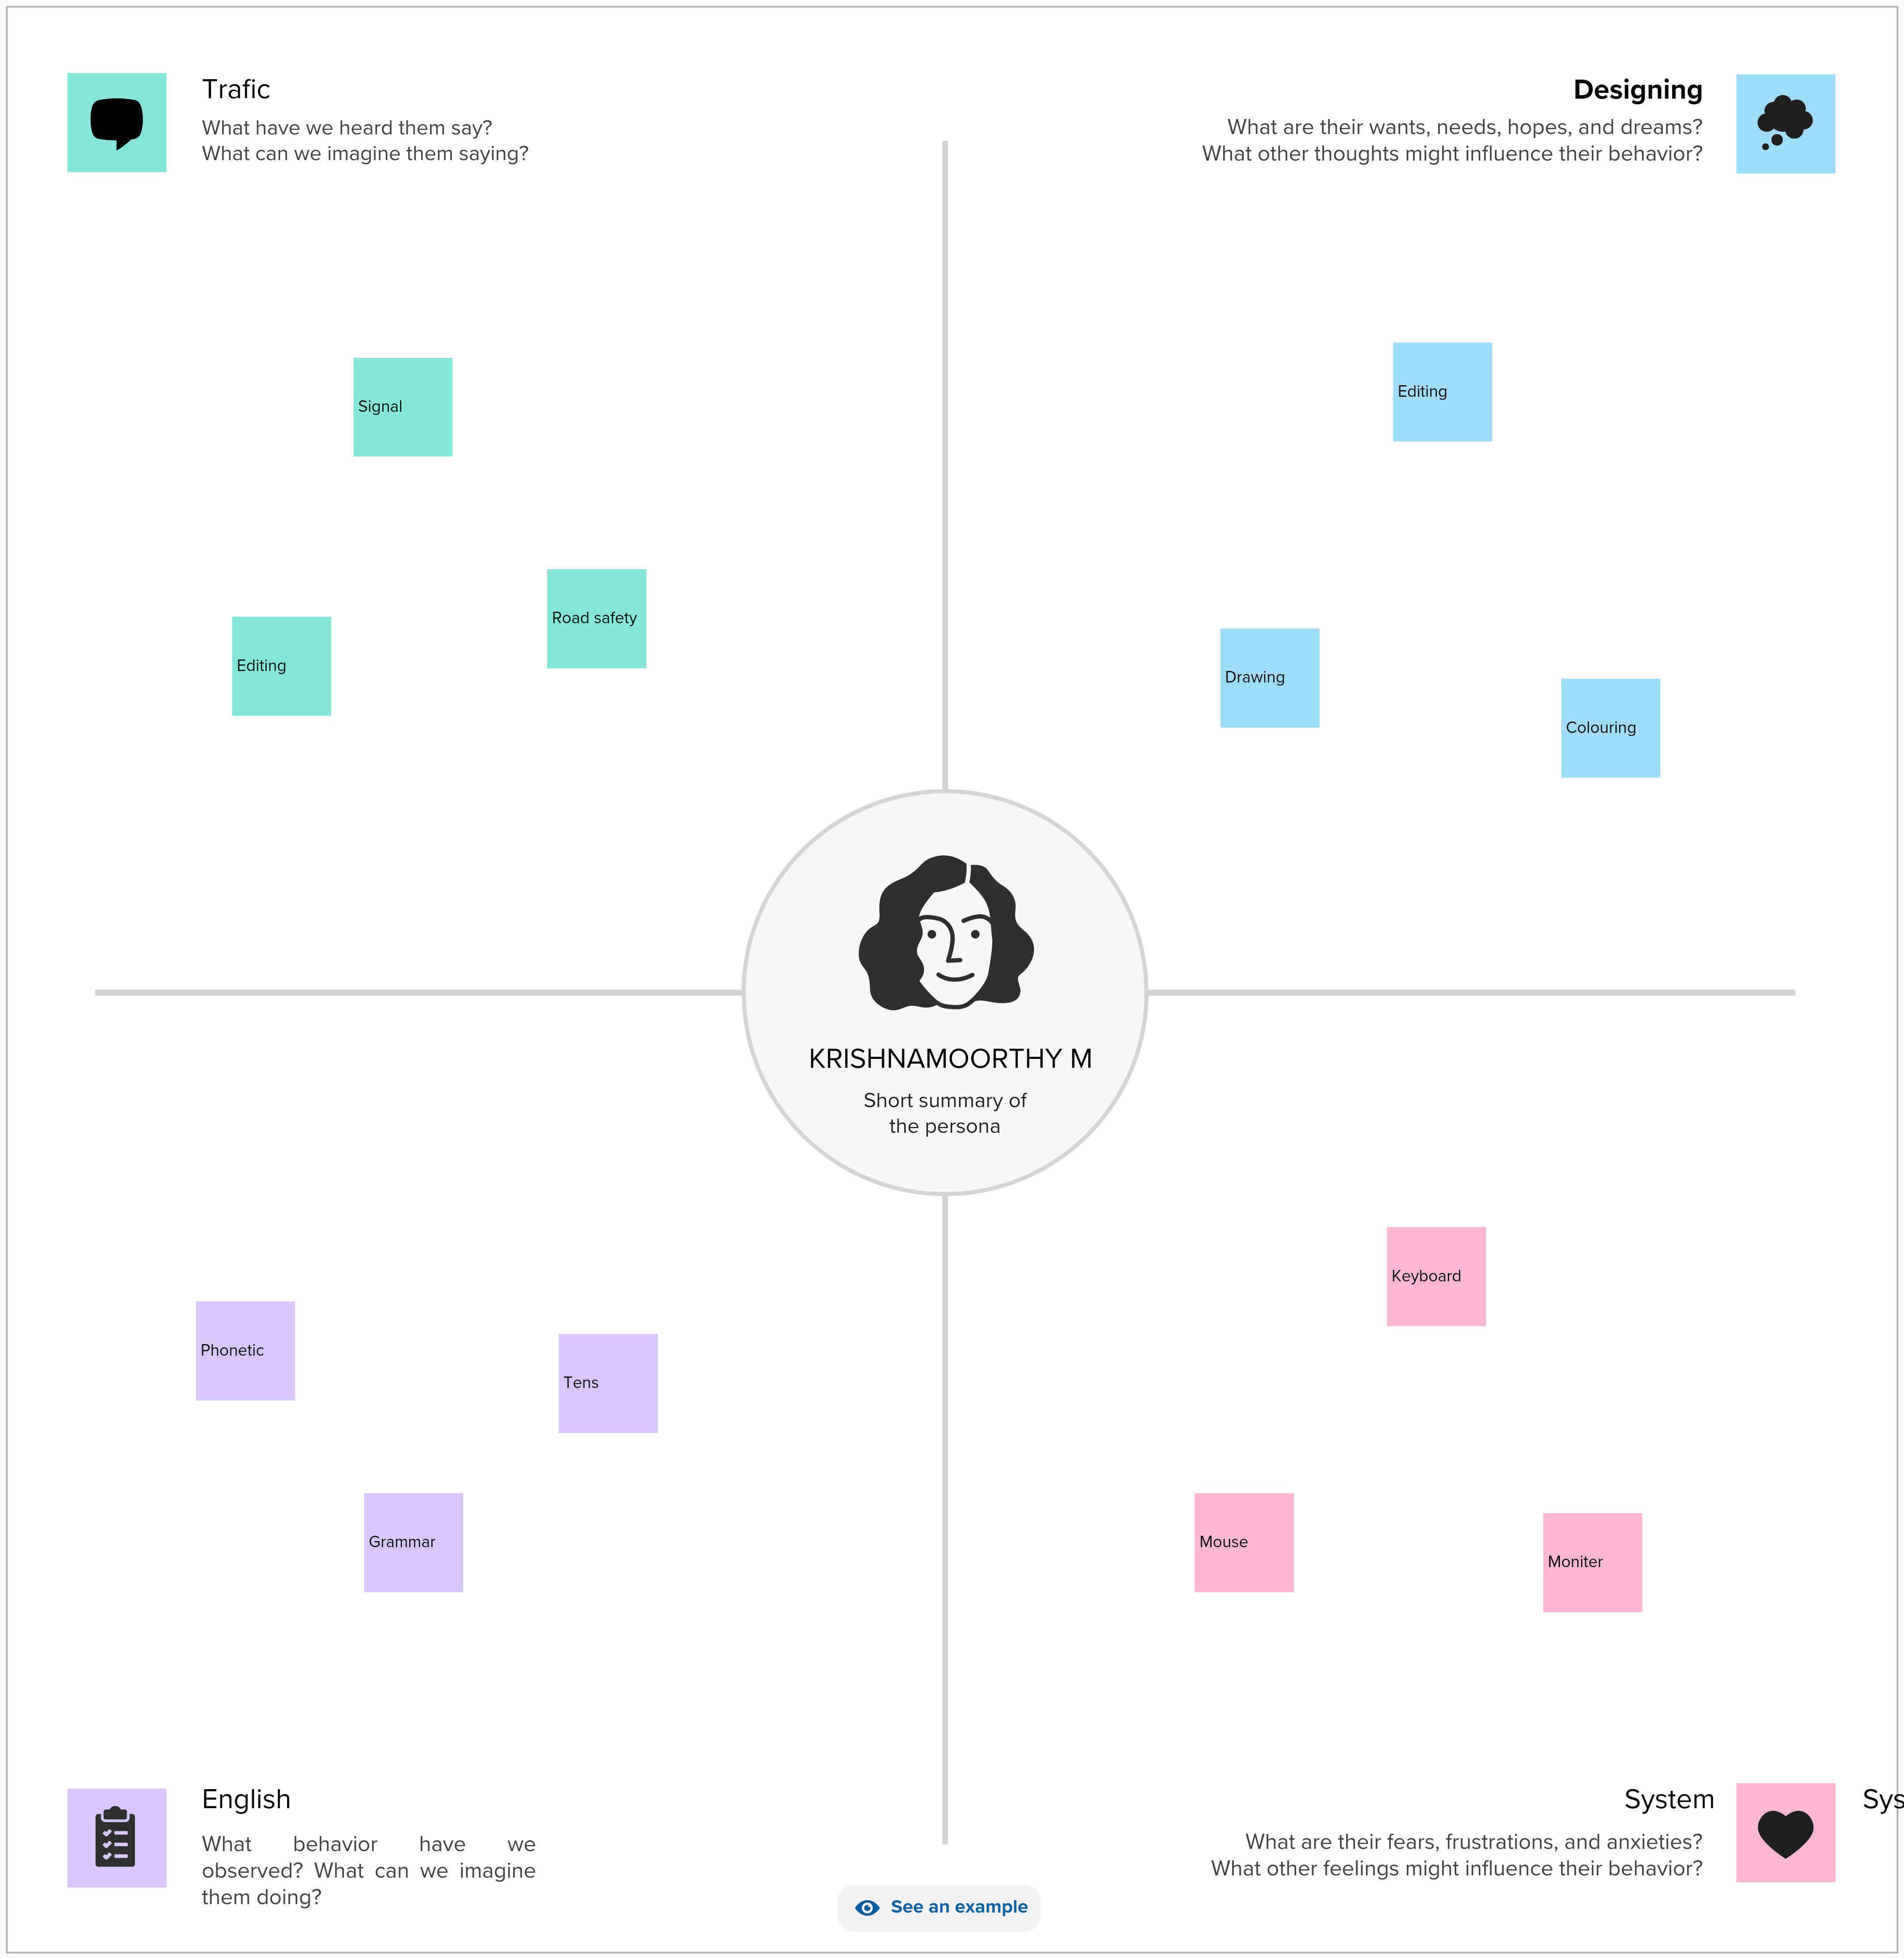 Trafic
What have we heard them say?
What can we imagine them saying?
Designing
What are their wants, needs, hopes, and dreams?
What other thoughts might influence their behavior?
Signal
Road safety
Editing
Editing
Drawing
Colouring
KRISHNAMOORTHY M
Short summary of
the persona
Phonetic
Tens
Grammar
Keyboard
Mouse
Moniter
English
What behavior have we
observed? What can we imagine
them doing?
System
What are their fears, frustrations, and anxieties?
What other feelings might influence their behavior?
Sys
See an example